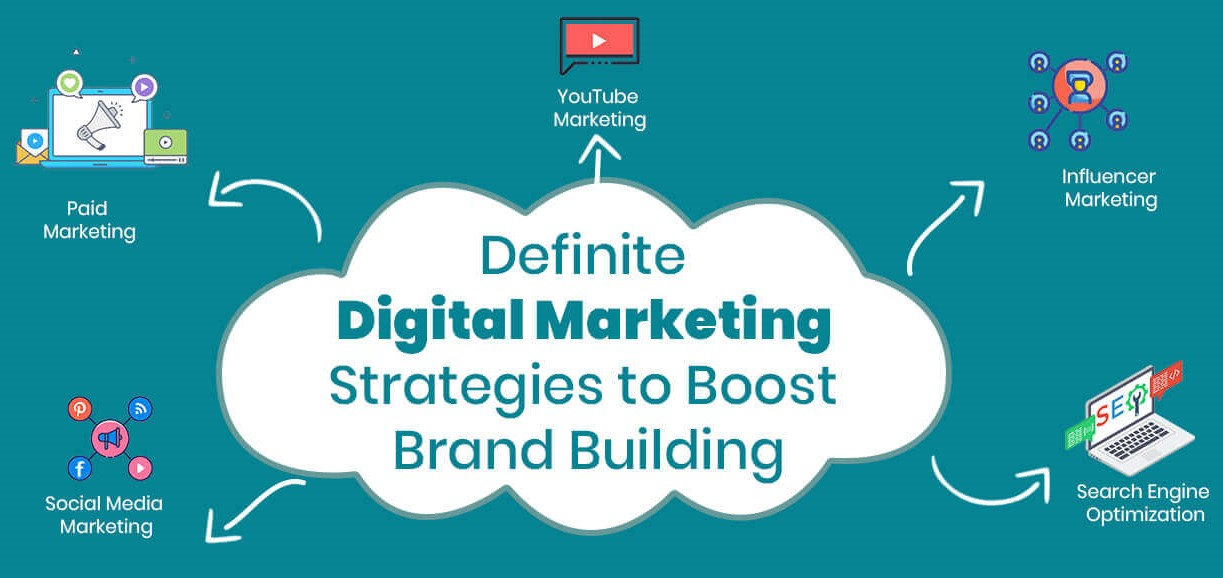 YouTube
Marketing
Paid
Marketing
Influencer
Marketing
Definite
Digital Marketing
Strategies to Boost
Brand Building
Social Media
Marketing
SEO
Search Engine
Optimization